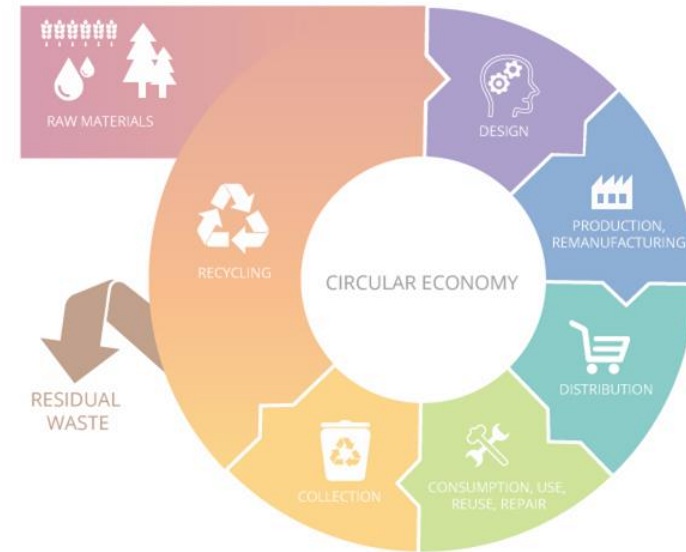 RAW MATERIALS
DESIGN
PRODUCTION,
REMANUFACTURING
DISTRIBUTION
CONSUMPTION, USE,
REUSE, REPAIR
COLLECTION
RECYCLING
RESIDUAL
WASTE
CIRCULAR ECONOMY